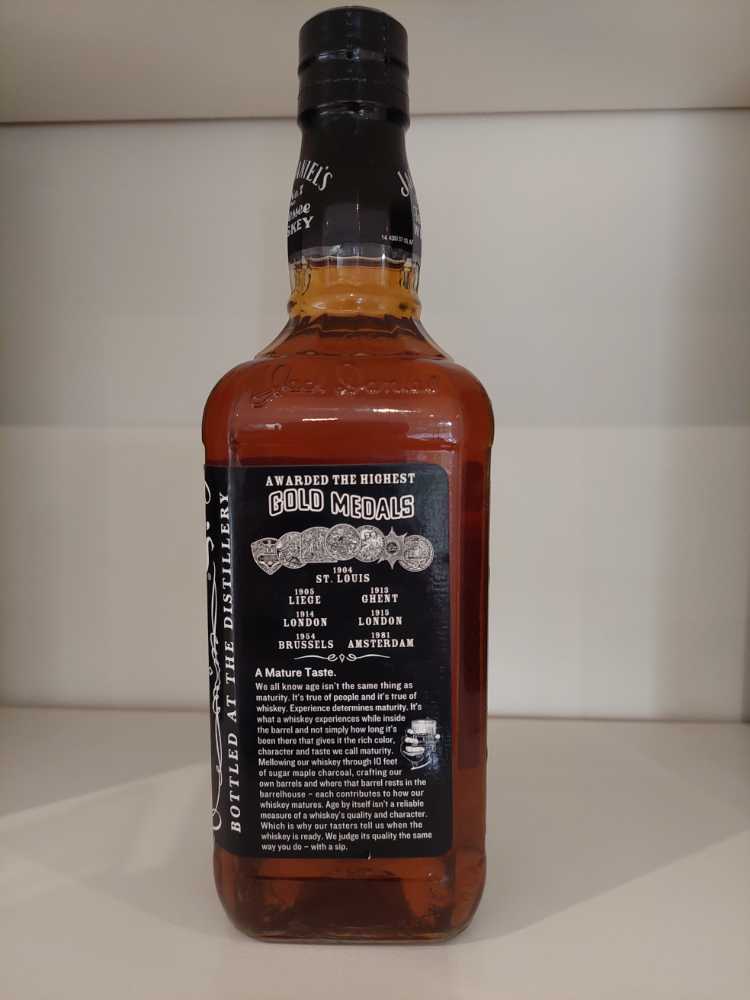 ANIEL'S
No.1
SKEY
Jac. Daniel
AWARDED THE HIGHEST
GOLD MEDALS
1904
ST. LOUIS
1905 1913
LIEGE GHENT
1914 1915
LONDON LONDON
1954 1981
BRUSSELS AMSTERDAM
A Mature Taste.
We all know age isn't the same thing as
maturity. It's true of people and it's true of
whiskey. Experience determines maturity. It's
what a whiskey experiences while inside
the barrel and not simply how long it's
been there that gives it the rich color,
character and taste we call maturity.
Mellowing our whiskey through 10 feet
of sugar maple charcoal, crafting our
own barrels and where that barrel rests in the
barrelhouse – each contributes to how our
whiskey matures. Age by itself isn't a reliable
measure of a whiskey's quality and character.
Which is why our tasters tell us when the
whiskey is ready. We judge its quality the same
way you do – with a sip.
BOTTLED AT THE DISTILLERY